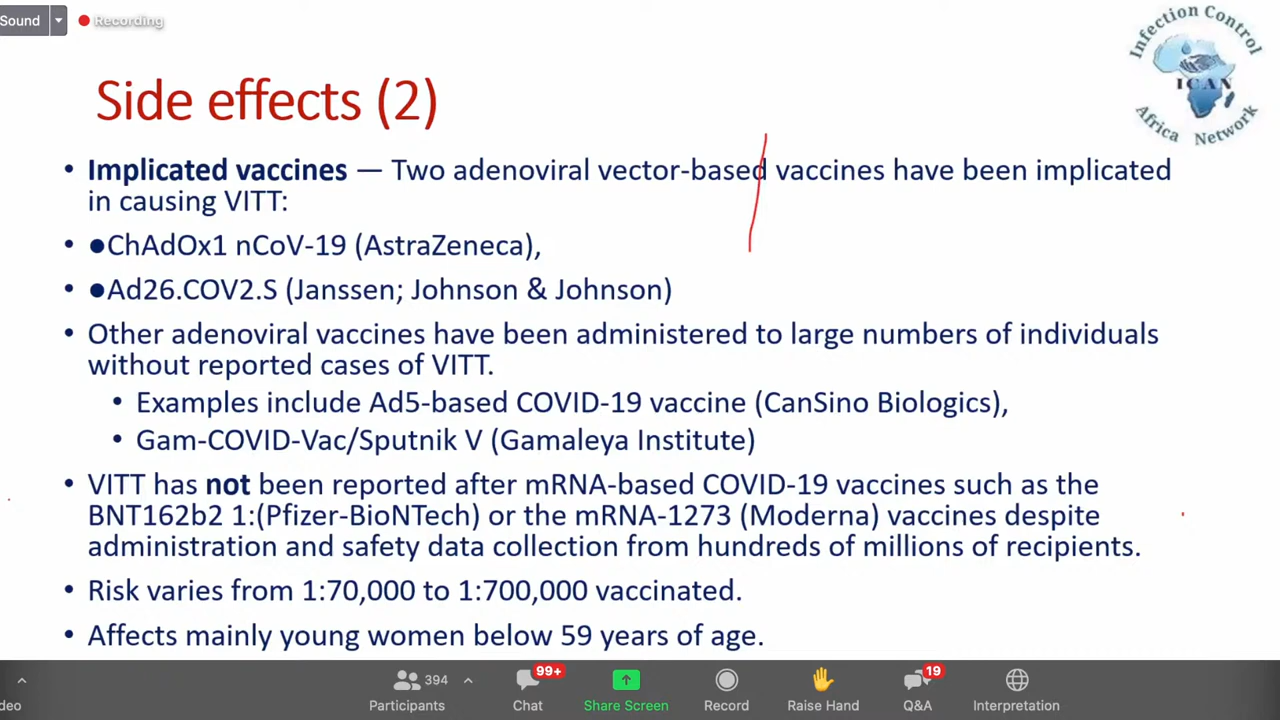 Sound
Recording
Infection Control
ICAN
Africa Network
Side effects (2)
• Implicated vaccines — Two adenoviral vector-based vaccines have been implicated
in causing VITT:
• ●ChAdOx1 nCoV-19 (AstraZeneca),
• ●Ad26.COV2.S (Janssen; Johnson & Johnson)
• Other adenoviral vaccines have been administered to large numbers of individuals
without reported cases of VITT.
• Examples include Ad5-based COVID-19 vaccine (CanSino Biologics),
• Gam-COVID-Vac/Sputnik V (Gamaleya Institute)
• VITT has not been reported after mRNA-based COVID-19 vaccines such as the
BNT162b2 1:(Pfizer-BioNTech) or the mRNA-1273 (Moderna) vaccines despite
administration and safety data collection from hundreds of millions of recipients.
• Risk varies from 1:70,000 to 1:700,000 vaccinated.
• Affects mainly young women below 59 years of age.
394 99+ 19
deo Participants Chat Share Screen Record Raise Hand Q&A Interpretation